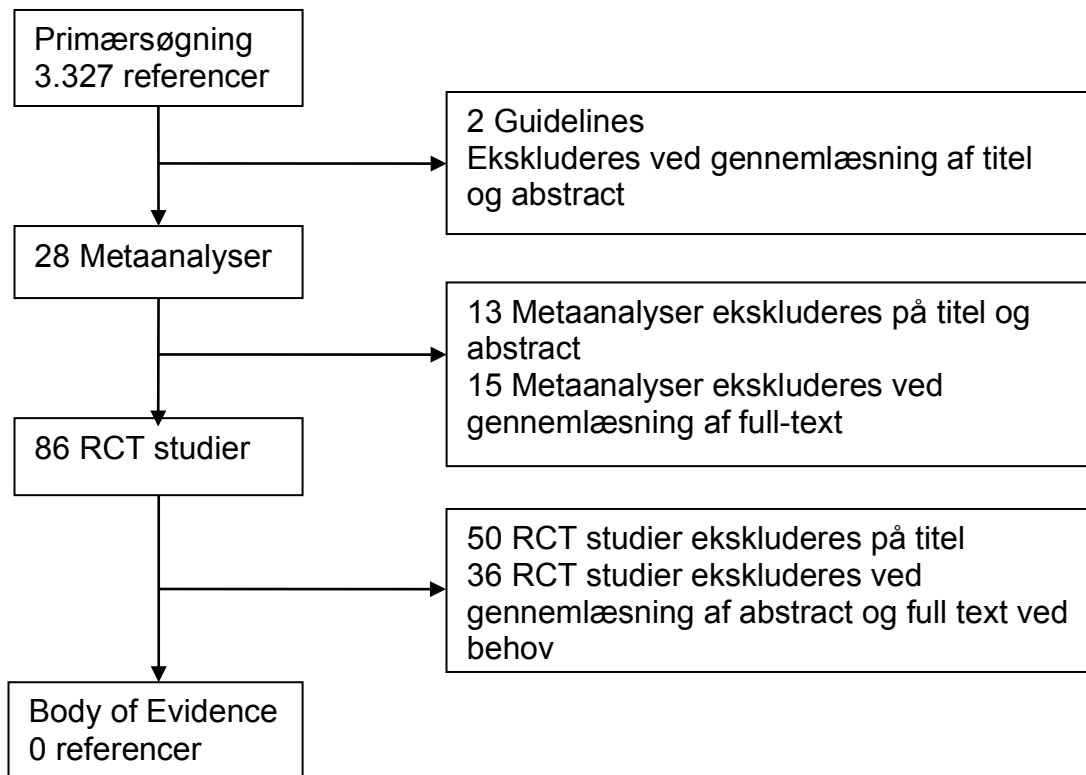 Primærsøgning
3.327 referencer
2 Guidelines
Ekskluderes ved gennemlæsning af titel
og abstract
28 Metaanalyser
13 Metaanalyser ekskluderes på titel og
abstract
15 Metaanalyser ekskluderes ved
gennemlæsning af full-text
86 RCT studier
50 RCT studier ekskluderes på titel
36 RCT studier ekskluderes ved
gennemlæsning af abstract og full text ved
behov
Body of Evidence
0 referencer